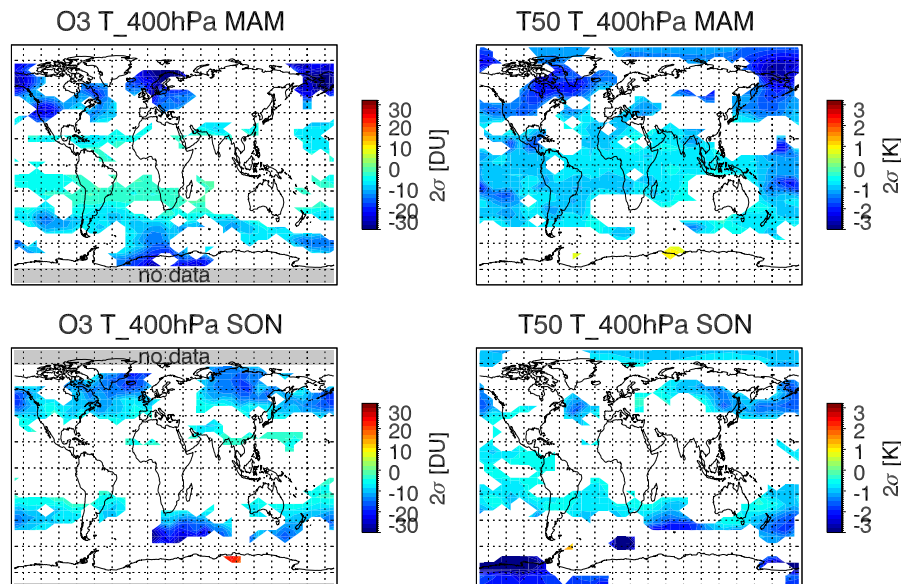 O3 T_400hPa MAM
no data
30
20
10
0
-10
-20
-30
2σ [DU]
T50 T_400hPa MAM
3
2
1
0
-1
-2
-3
2σ [K]
O3 T_400hPa SON
no data
30
20
10
0
-10
-20
-30
2σ [DU]
T50 T_400hPa SON
3
2
1
0
-1
-2
-3
2σ [K]